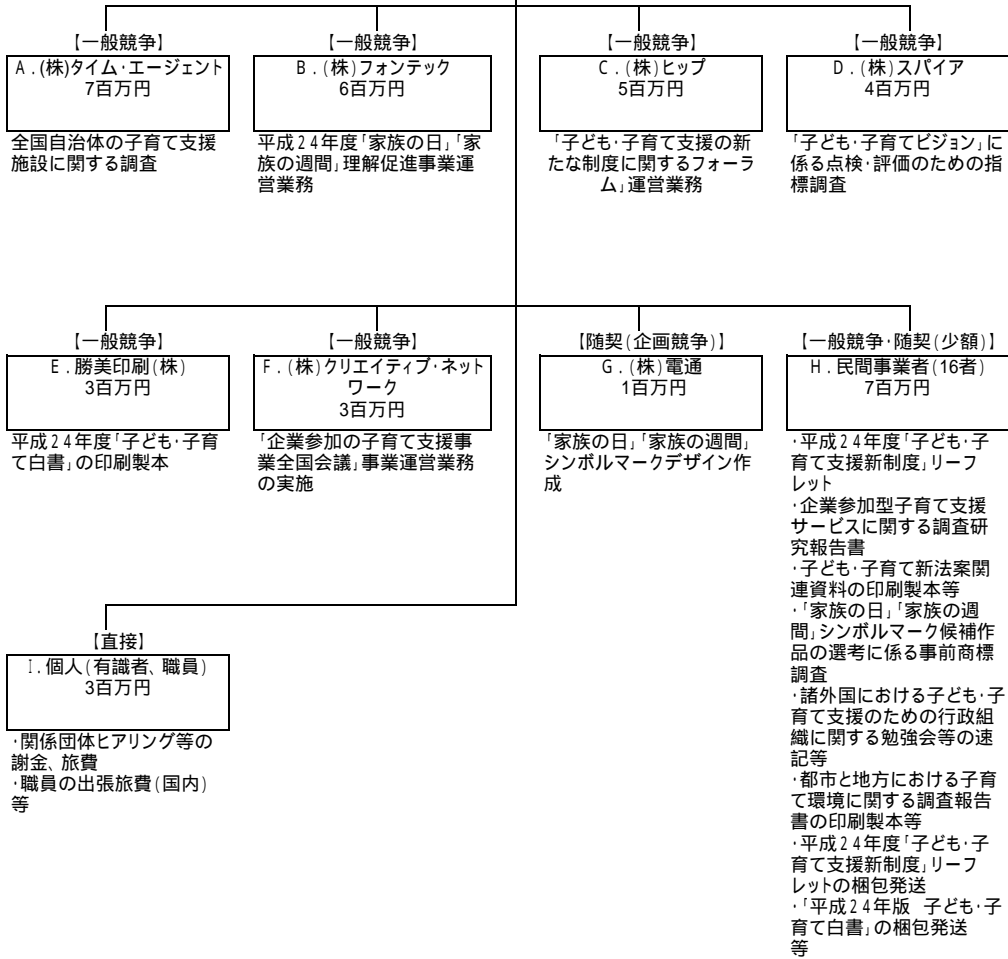 【一般競争】
A．(株)タイム・エージェント
7百万円
全国自治体の子育て支援
施設に関する調査
【一般競争】
B．(株)フォンテック
6百万円
平成２４年度「家族の日」「家
族の週間」理解促進事業運
営業務
【一般競争】
C．(株)ヒップ
5百万円
「子ども・子育て支援の新
たな制度に関するフォーラ
ム」運営業務
【一般競争】
D．(株)スパイア
4百万円
「子ども・子育てビジョン」に
係る点検・評価のための指
標調査
【一般競争】
E．勝美印刷(株)
3百万円
平成２４年度「子ども・子育
て白書」の印刷製本
【一般競争】
F．(株)クリエイティブ・ネット
ワーク
3百万円
「企業参加の子育て支援事
業全国会議」事業運営業務
の実施
【随契(企画競争)】
G．(株)電通
1百万円
「家族の日」「家族の週間」
シンボルマークデザイン作
成
【一般競争・随契(少額)】
H．民間事業者(16者)
7百万円
・平成２４年度「子ども・子
育て支援新制度」リーフ
レット
・企業参加型子育て支援
サービスに関する調査研
究報告書
・子ども・子育て新法案関
連資料の印刷製本等
・「家族の日」「家族の週
間」シンボルマーク候補作
品の選考に係る事前商標
調査
・諸外国における子ども・子
育て支援のための行政組
織に関する勉強会等の速
記等
・都市と地方における子育
て環境に関する調査報告
書の印刷製本等
・平成２４年度「子ども・子
育て支援新制度」リーフ
レットの梱包発送
・「平成２４年版 子ども・子
育て白書」の梱包発送
等
【直接】
I．個人(有識者、職員)
3百万円
・関係団体ヒアリング等の
謝金、旅費
・職員の出張旅費(国内)
等